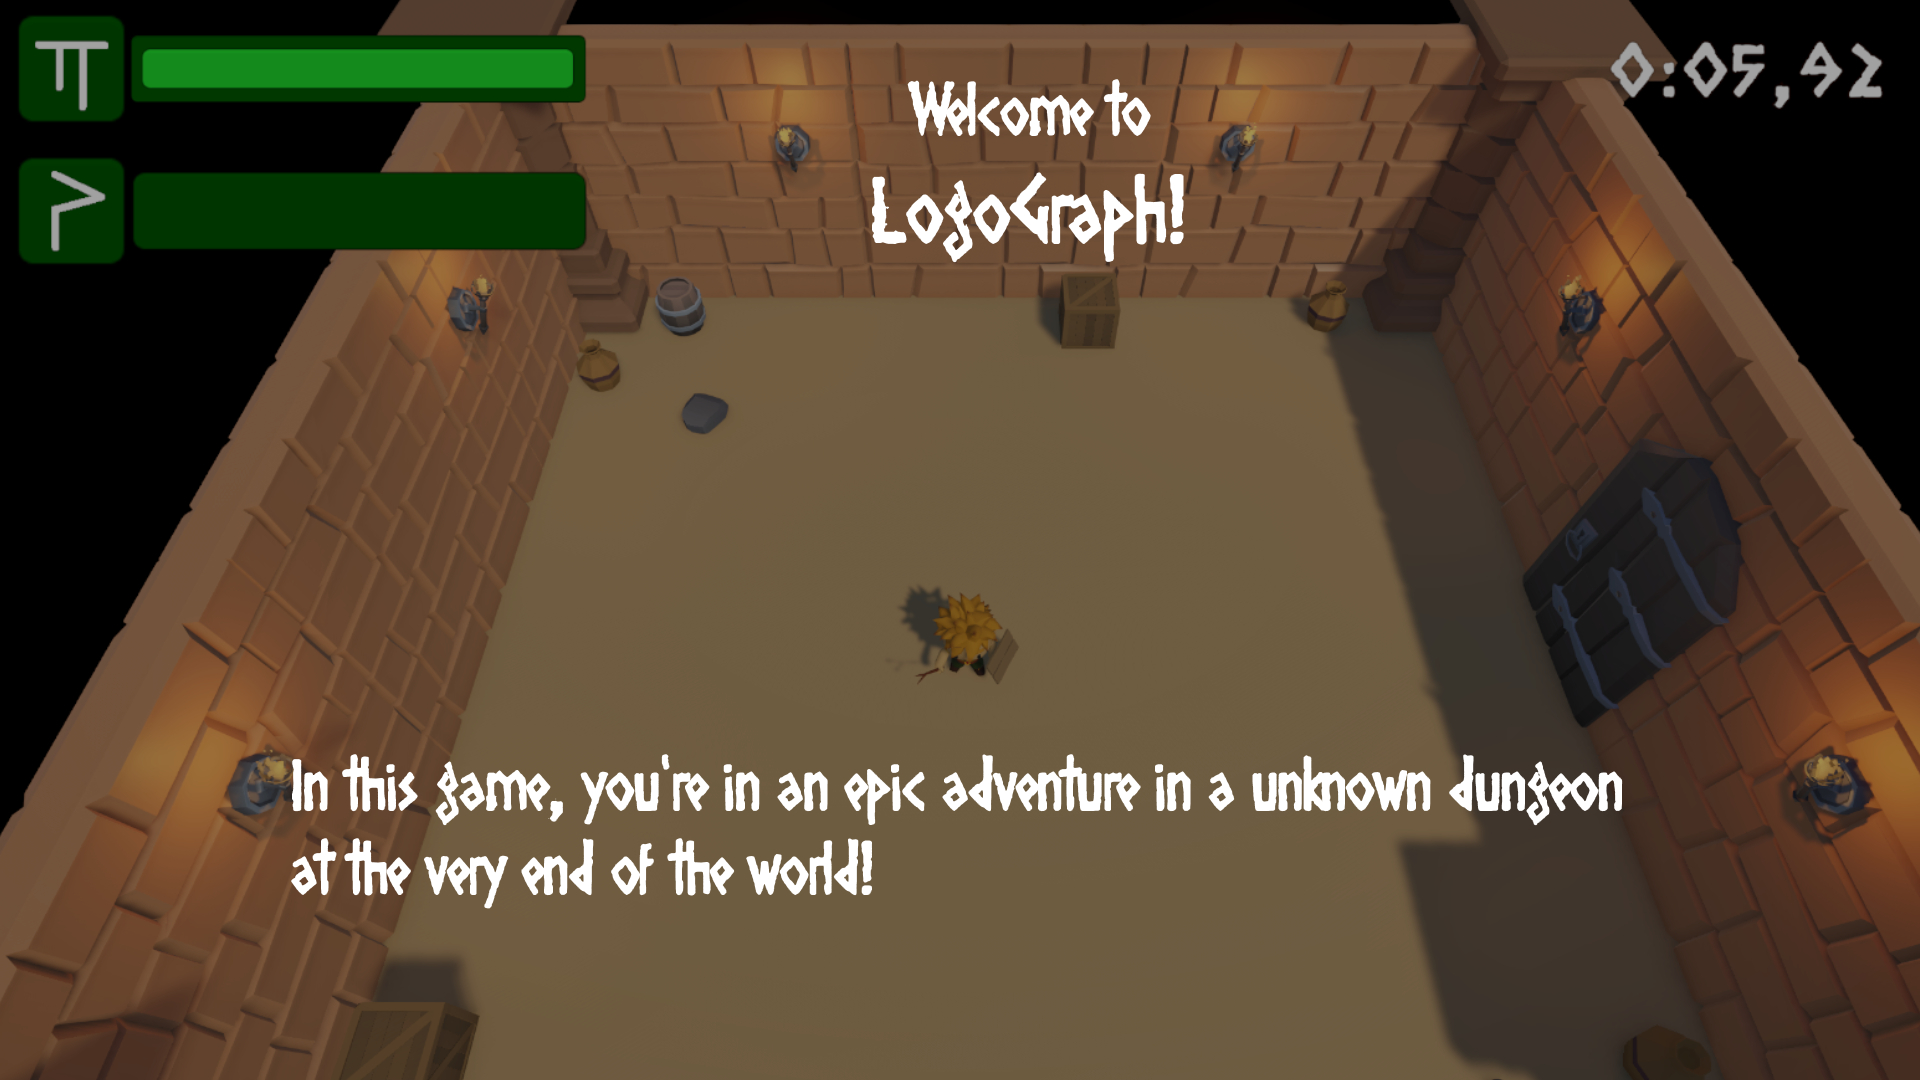 0:05,92
Welcome to
LogoGraph!
In this game, you're in an epic adventure in a unknown dungeon
at the very end of the world!